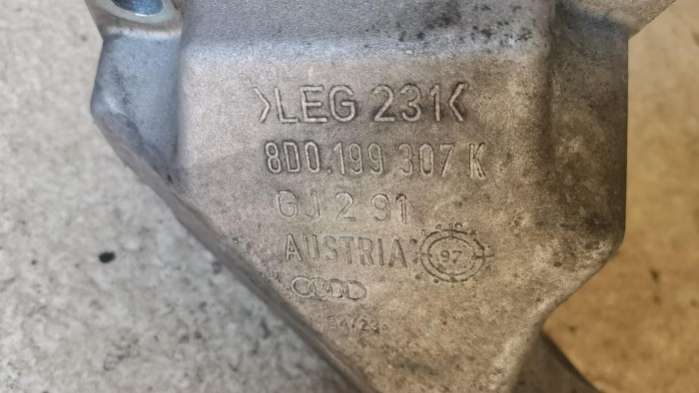 >LEG 231<
8D0.199 307 K
GJ 2 91
AUSTRIA 97